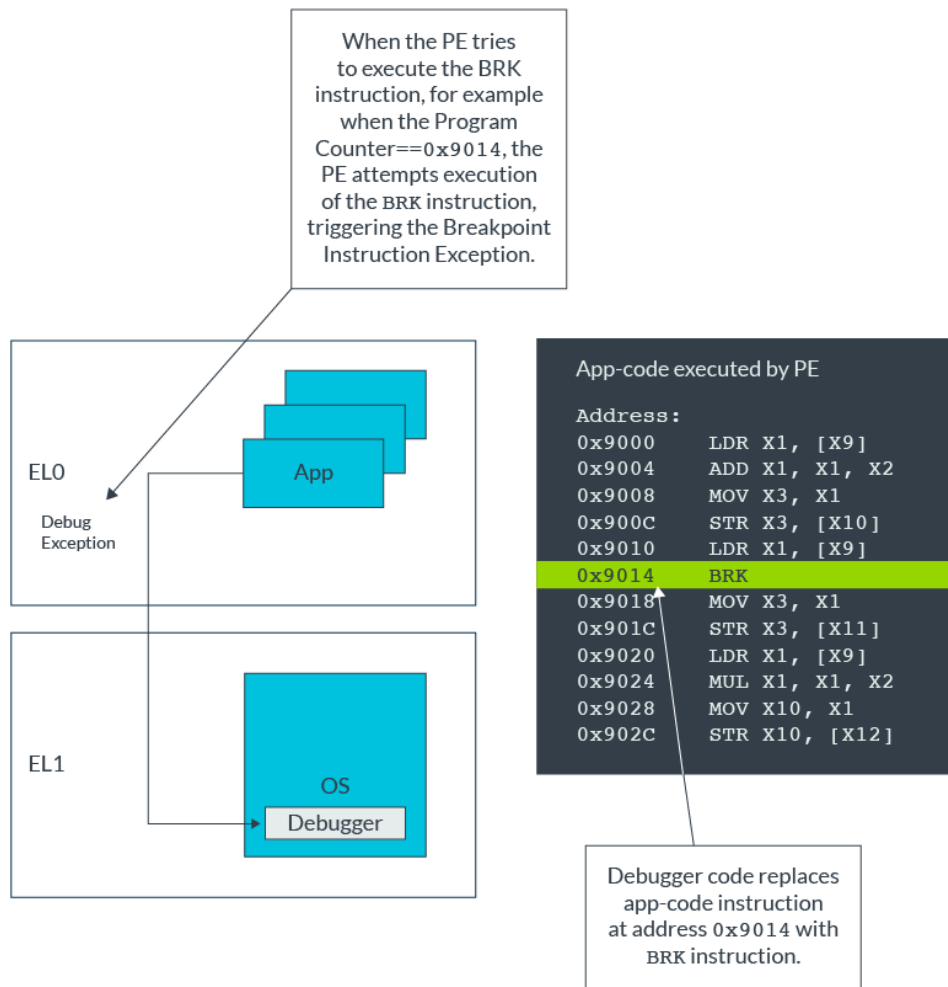 When the PE tries
to execute the BRK
instruction, for example
when the Program
Counter==0x9014, the
PE attempts execution
of the BRK instruction,
triggering the Breakpoint
Instruction Exception.
EL0
App
Debug
Exception
EL1
OS
Debugger
App-code executed by PE
Address:
0x9000 LDR X1, [X9]
0x9004 ADD X1, X1, X2
0x9008 MOV X3, X1
0x900C STR X3, [X10]
0x9010 LDR X1, [X9]
0x9014 BRK
0x9018 MOV X3, X1
0x901C STR X3, [X11]
0x9020 LDR X1, [X9]
0x9024 MUL X1, X1, X2
0x9028 MOV X10, X1
0x902C STR X10, [X12]
Debugger code replaces
app-code instruction
at address 0x9014 with
BRK instruction.